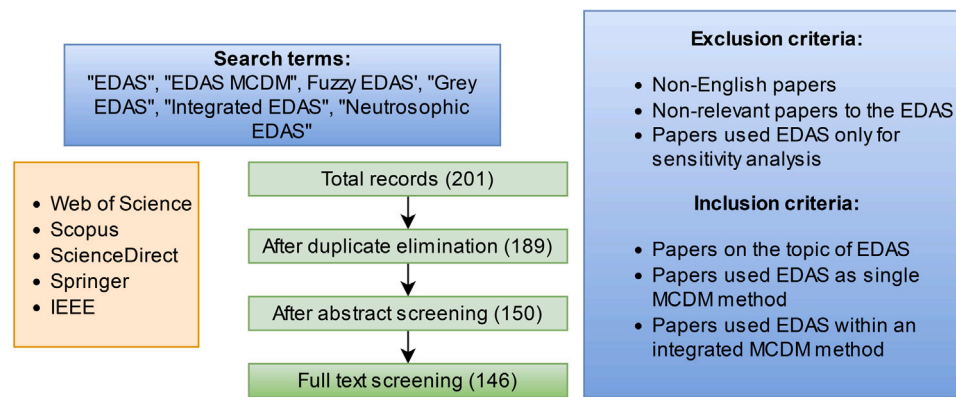 Search terms:
"EDAS", "EDAS MCDM", Fuzzy EDAS', "Grey
EDAS", "Integrated EDAS", "Neutrosophic
EDAS"
Web of Science
Scopus
ScienceDirect
Springer
IEEE
Total records (201)
After duplicate elimination (189)
After abstract screening (150)
Full text screening (146)
Exclusion criteria:
Non-English papers
Non-relevant papers to the EDAS
Papers used EDAS only for
sensitivity analysis
Inclusion criteria:
Papers on the topic of EDAS
Papers used EDAS as single
MCDM method
Papers used EDAS within an
integrated MCDM method